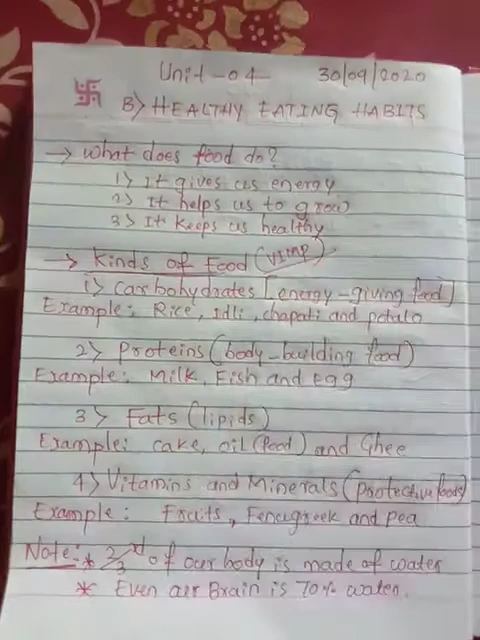 Unit-04 30/09/2020
卐 B> HEALTHY EATING HABITS
→ What does food do?
1> It gives us energy
2> It helps us to grow
3> It keeps us healthy
→ Kinds of Food (VIMP)
1> Carbohydrates [energy-giving food]
Example: Rice, Idli, chapati and potato
2> Proteins (body-building food)
Example: Milk, Fish and Egg
3> Fats (lipids)
Example: cake, oil (food) and Ghee
4> Vitamins and Minerals (protective foods)
Example: Fruits, Fenugreek and pea
Note: * 2/3rd of our body is made of water
* Even our Brain is 70% water.